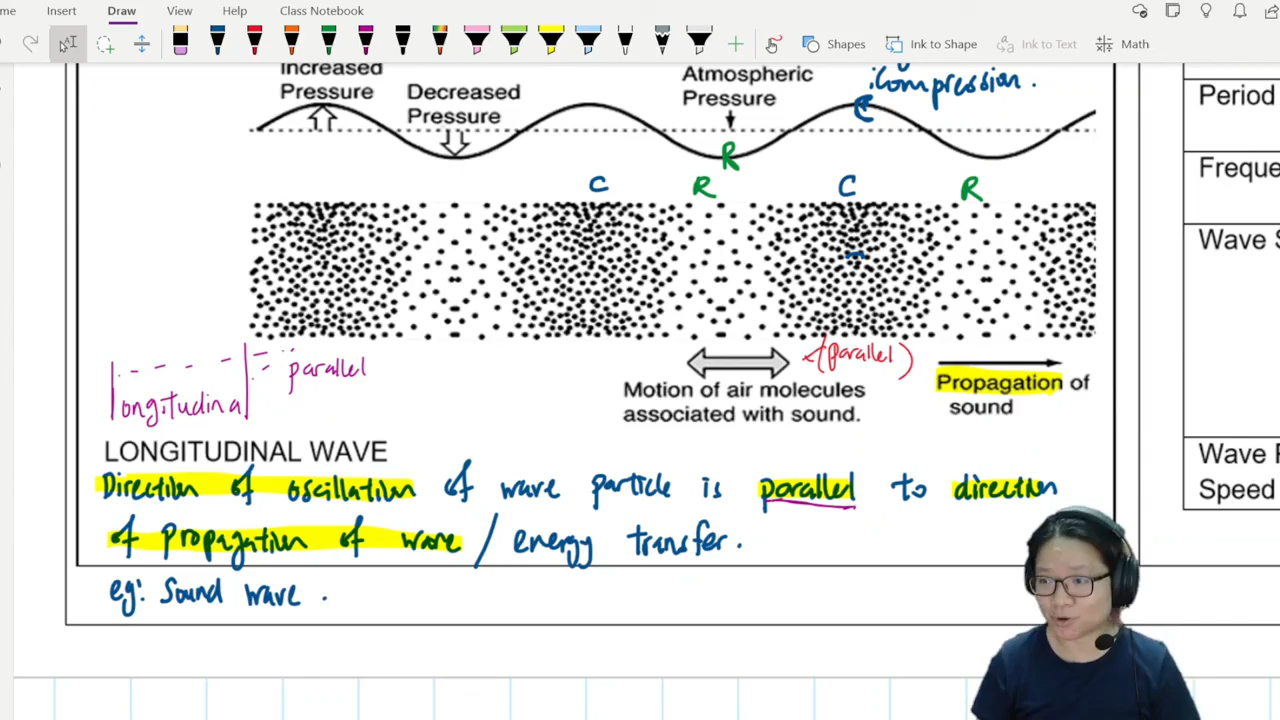 Insert Draw View Help Class Notebook
Shapes Ink to Shape Ink to Text Math
Increased
Pressure
Decreased
Pressure
Atmospheric
Pressure
compression.
R
C R C R
(parallel)
Motion of air molecules
associated with sound.
Propagation of
sound
parallel
longitudinal
LONGITUDINAL WAVE
Direction of oscillation of wave particle is parallel to direction
of propagation of wave / energy transfer.
eg: Sound wave.
Period
Freque
Wave S
Wave
Speed